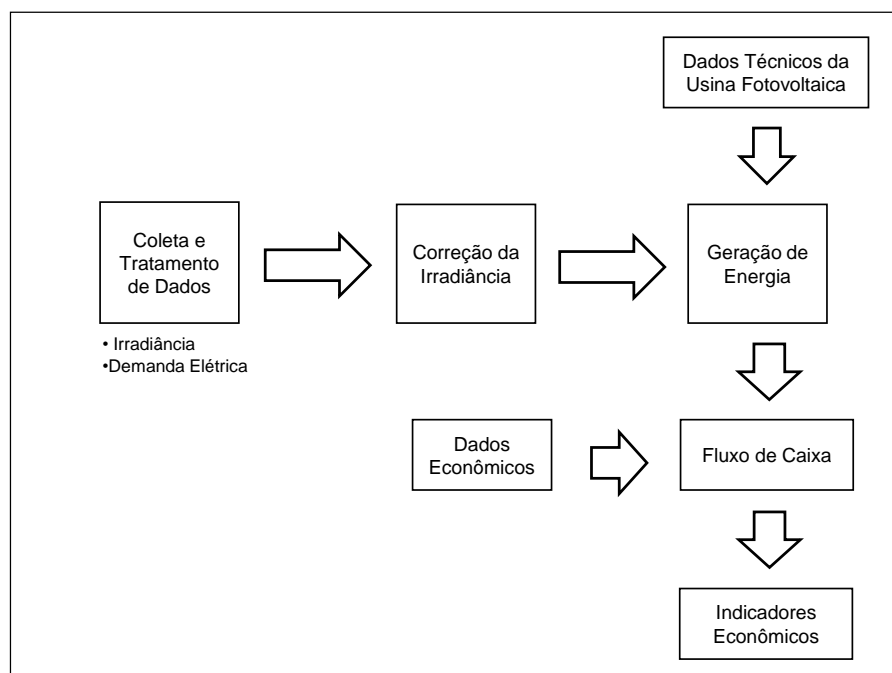 Dados Técnicos da
Usina Fotovoltaica
Coleta e
Tratamento
de Dados
Correção da
Irradiância
Geração de
Energia
• Irradiância
•Demanda Elétrica
Dados
Econômicos
Fluxo de Caixa
Indicadores
Econômicos